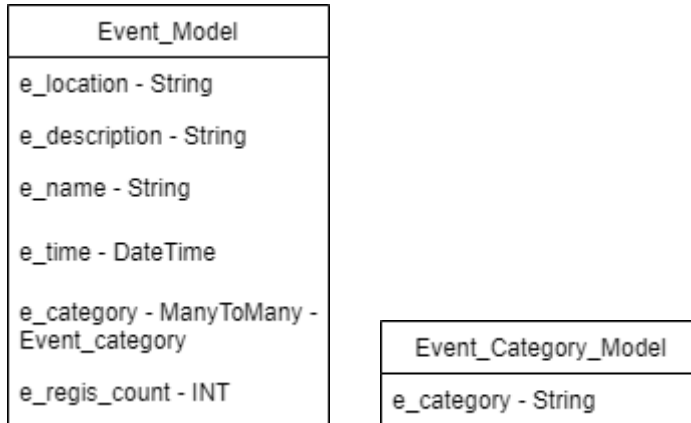 Event_Model
e_location - String
e_description - String
e_name - String
e_time - DateTime
e_category - ManyToMany -
Event_category
e_regis_count - INT
Event_Category_Model
e_category - String